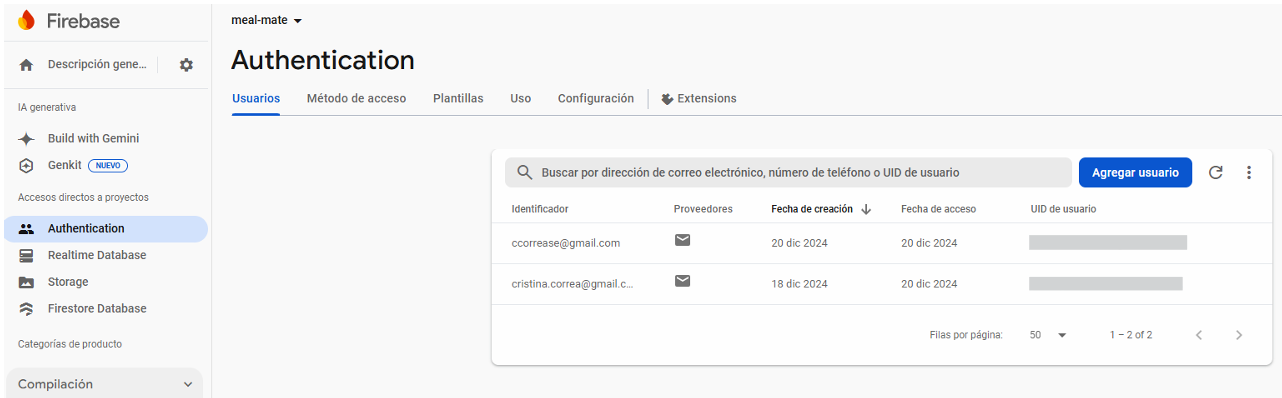 Firebase
meal-mate
Descripción gene...
Authentication
Usuarios Método de acceso Plantillas Uso Configuración Extensions
IA generativa
Build with Gemini
Genkit NUEVO
Accesos directos a proyectos
Authentication
Realtime Database
Storage
Firestore Database
Categorías de producto
Compilación
Buscar por dirección de correo electrónico, número de teléfono o UID de usuario Agregar usuario
Identificador Proveedores Fecha de creación Fecha de acceso UID de usuario
ccorrease@gmail.com 20 dic 2024 20 dic 2024
cristina.correa@gmail.c... 18 dic 2024 20 dic 2024
Filas por página: 50 1 – 2 of 2